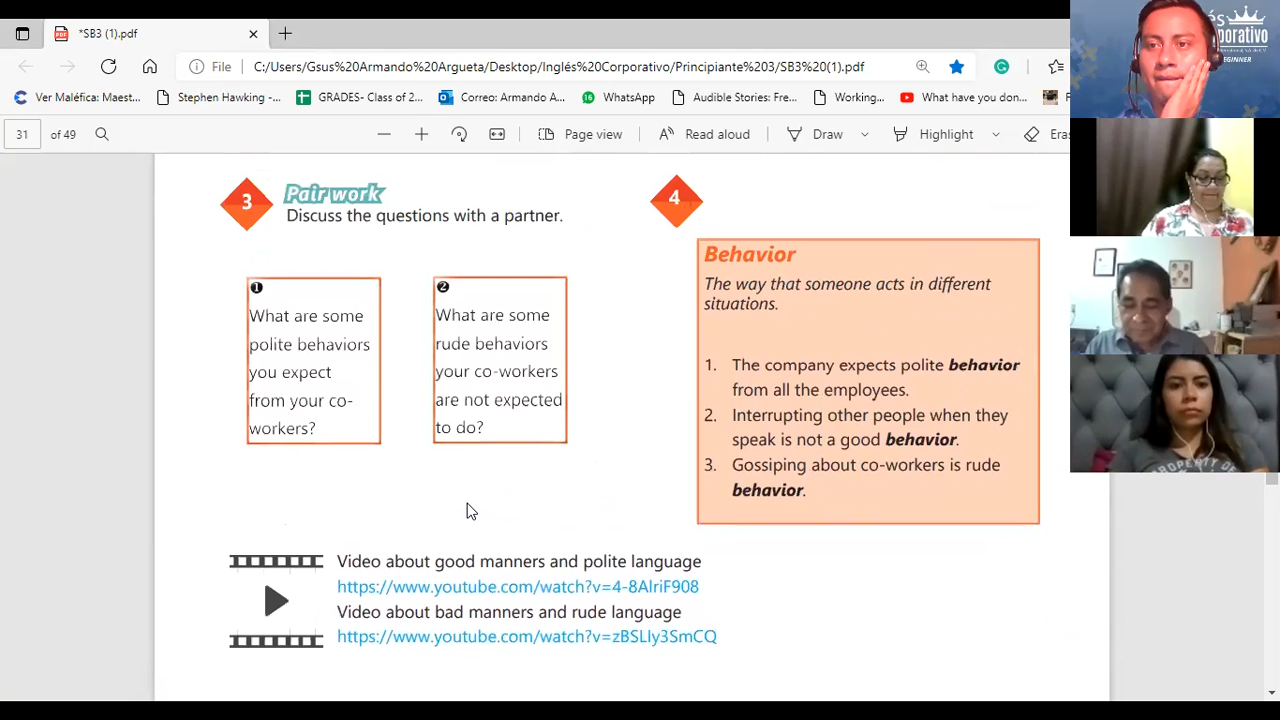 *SB3 (1).pdf
File
C:/Users/Gsus%20Armando%20Argueta/Desktop/Inglés%20Corporativo/Principiante%203/SB3%20(1).pdf
Ver Maléfica: Maest...
Stephen Hawking -...
GRADES- Class of 2...
Correo: Armando A...
16
WhatsApp
Audible Stories: Fre...
Working...
What have you don...
31
of 49
Page view
Read aloud
Draw
Highlight
Eras
és
porativo
EGINNER
3
Pair work
Discuss the questions with a partner.
1
What are some
polite behaviors
you expect
from your co-
workers?
2
What are some
rude behaviors
your co-workers
are not expected
to do?
4
Behavior
The way that someone acts in different
situations.
1. The company expects polite behavior
from all the employees.
2. Interrupting other people when they
speak is not a good behavior.
3. Gossiping about co-workers is rude
behavior.
Video about good manners and polite language
https://www.youtube.com/watch?v=4-8AlriF908
Video about bad manners and rude language
https://www.youtube.com/watch?v=zBSLIy3SmCQ
PROPERTY